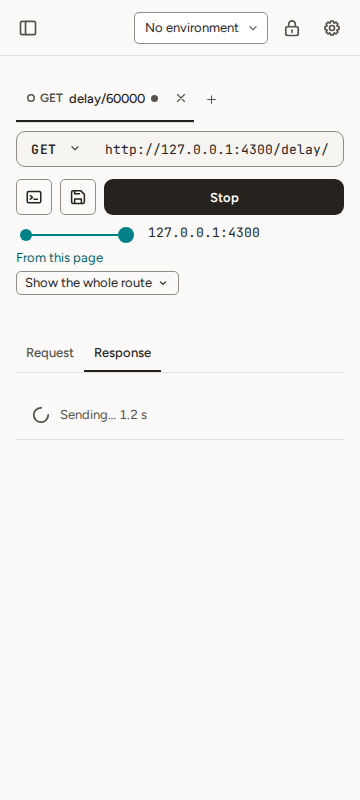 No environment
GET delay/60000
GET http://127.0.0.1:4300/delay/
Stop
127.0.0.1:4300
From this page
Show the whole route
Request Response
Sending... 1.2 s